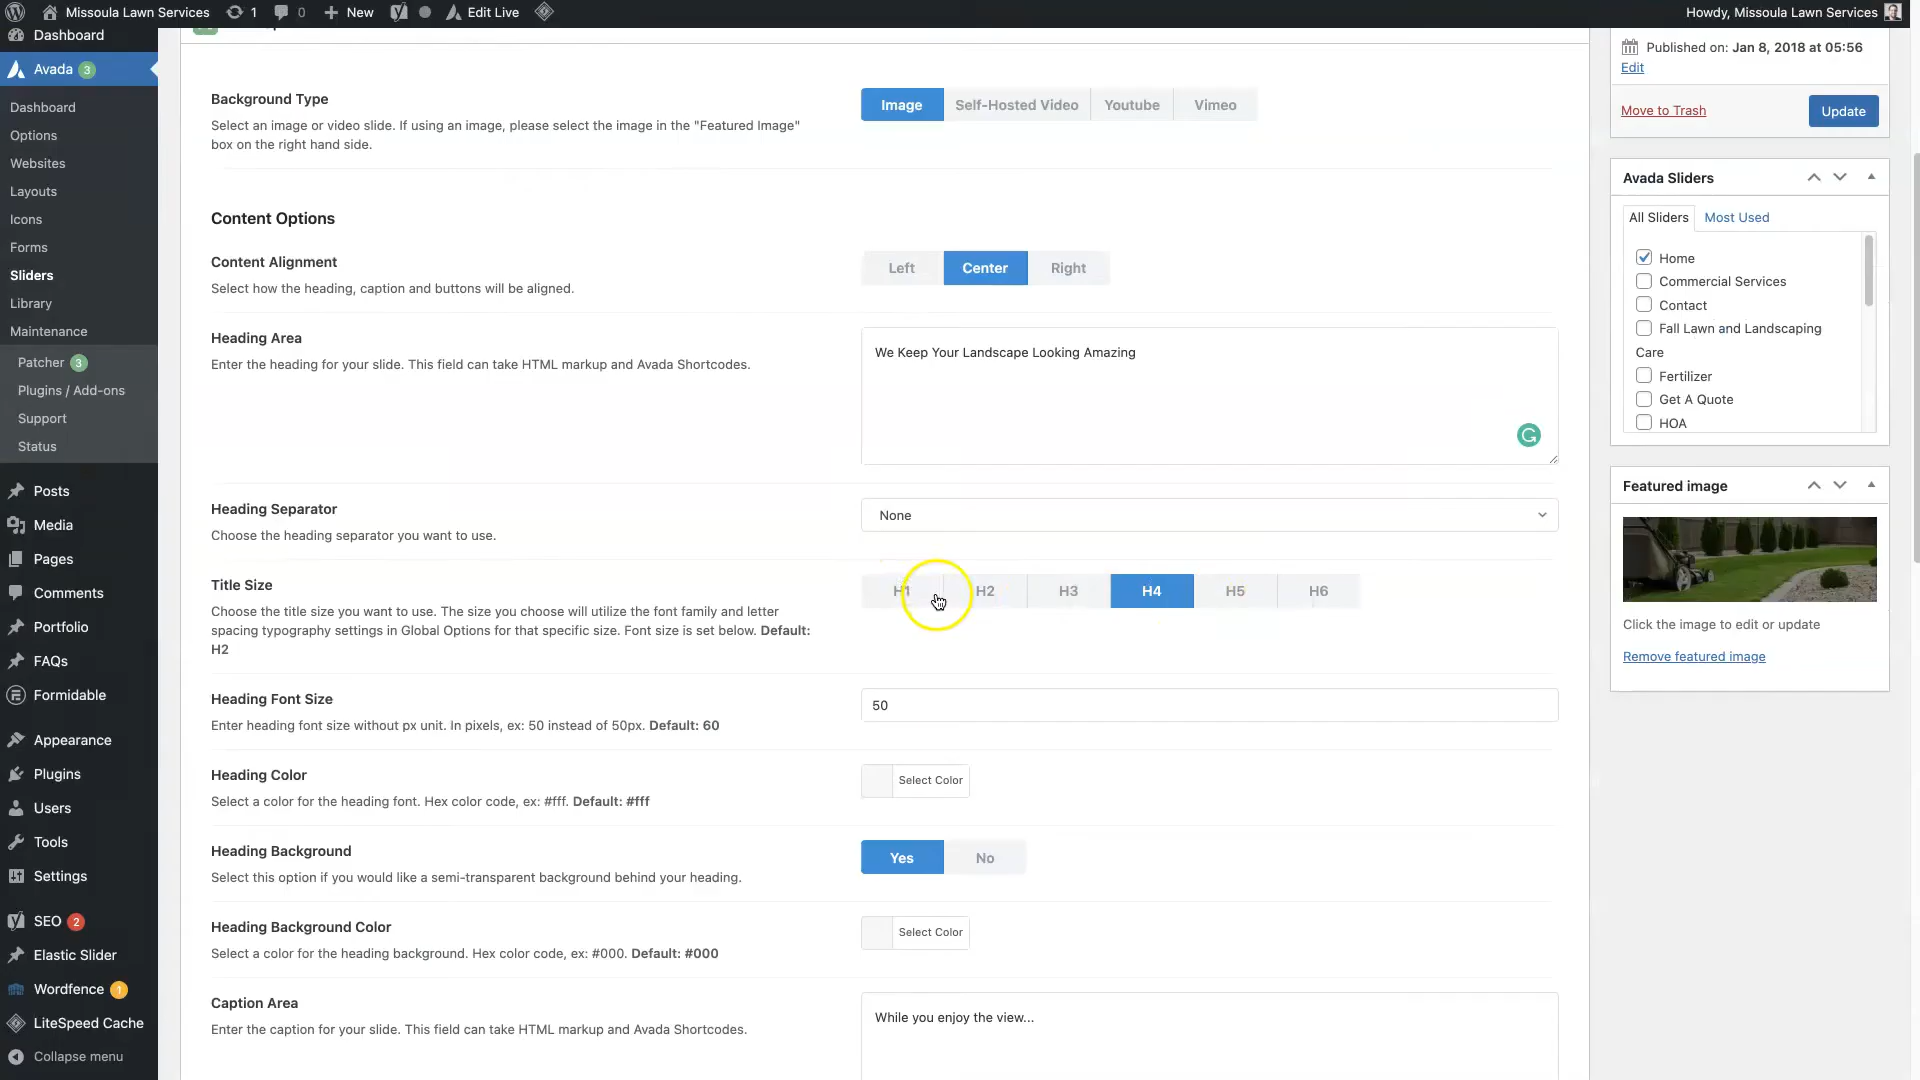 Missoula Lawn Services 1 0 New Edit Live Howdy, Missoula Lawn Services
Dashboard
Avada 3
Dashboard
Options
Websites
Layouts
Icons
Forms
Sliders
Library
Maintenance
Patcher 3
Plugins / Add-ons
Support
Status
Posts
Media
Pages
Comments
Portfolio
FAQs
Formidable
Appearance
Plugins
Users
Tools
Settings
SEO 2
Elastic Slider
Wordfence 1
LiteSpeed Cache
Collapse menu
Background Type
Select an image or video slide. If using an image, please select the image in the "Featured Image"
box on the right hand side.
Image Self-Hosted Video Youtube Vimeo
Content Options
Content Alignment
Select how the heading, caption and buttons will be aligned.
Left Center Right
Heading Area
Enter the heading for your slide. This field can take HTML markup and Avada Shortcodes.
We Keep Your Landscape Looking Amazing
Heading Separator
Choose the heading separator you want to use.
None
Title Size
Choose the title size you want to use. The size you choose will utilize the font family and letter
spacing typography settings in Global Options for that specific size. Font size is set below. Default:
H2
H1 H2 H3 H4 H5 H6
Heading Font Size
Enter heading font size without px unit. In pixels, ex: 50 instead of 50px. Default: 60
50
Heading Color
Select a color for the heading font. Hex color code, ex: #fff. Default: #fff
Select Color
Heading Background
Select this option if you would like a semi-transparent background behind your heading.
Yes No
Heading Background Color
Select a color for the heading background. Hex color code, ex: #000. Default: #000
Select Color
Caption Area
Enter the caption for your slide. This field can take HTML markup and Avada Shortcodes.
While you enjoy the view...
Published on: Jan 8, 2018 at 05:56
Edit
Move to Trash Update
Avada Sliders
All Sliders Most Used
Home
Commercial Services
Contact
Fall Lawn and Landscaping
Care
Fertilizer
Get A Quote
HOA
Featured image
Click the image to edit or update
Remove featured image